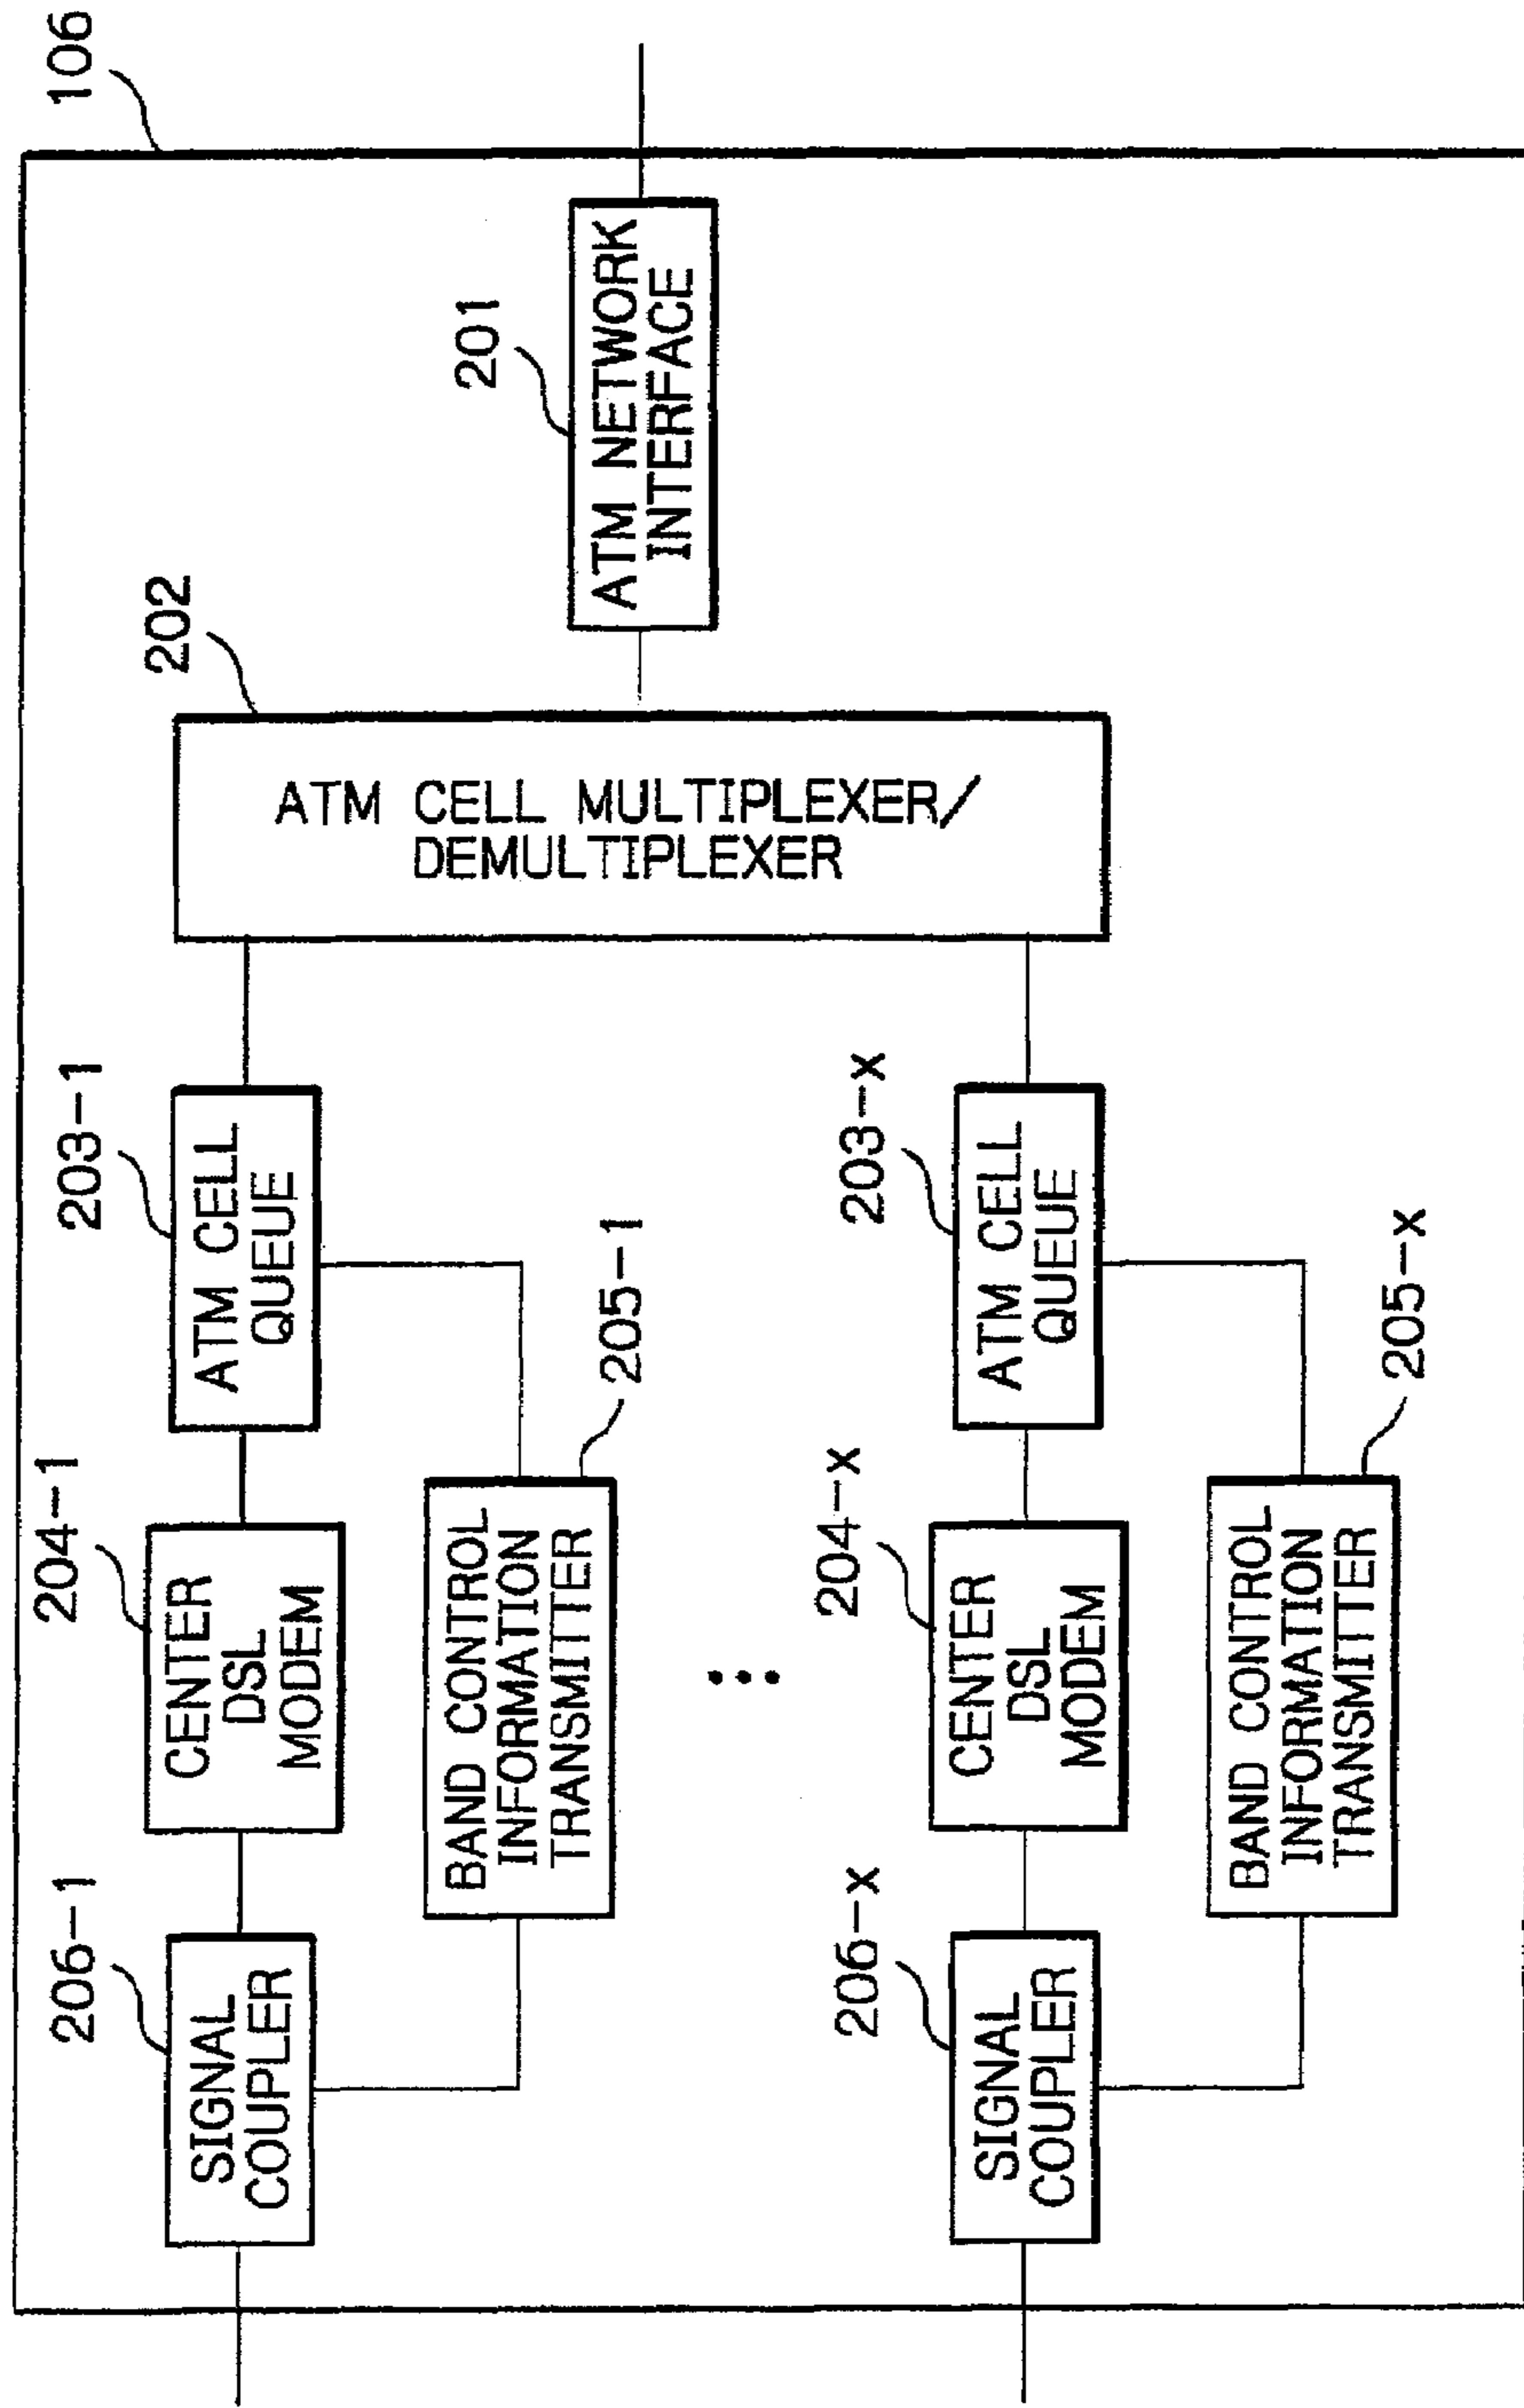 106
201
ATM NETWORK
INTERFACE
202
ATM CELL MULTIPLEXER/
DEMULTIPLEXER
203-1
ATM CELL
QUEUE
204-1
CENTER
DSL
MODEM
205-1
BAND CONTROL
INFORMATION
TRANSMITTER
206-1
SIGNAL
COUPLER
203-x
ATM CELL
QUEUE
204-x
CENTER
DSL
MODEM
205-x
BAND CONTROL
INFORMATION
TRANSMITTER
206-x
SIGNAL
COUPLER